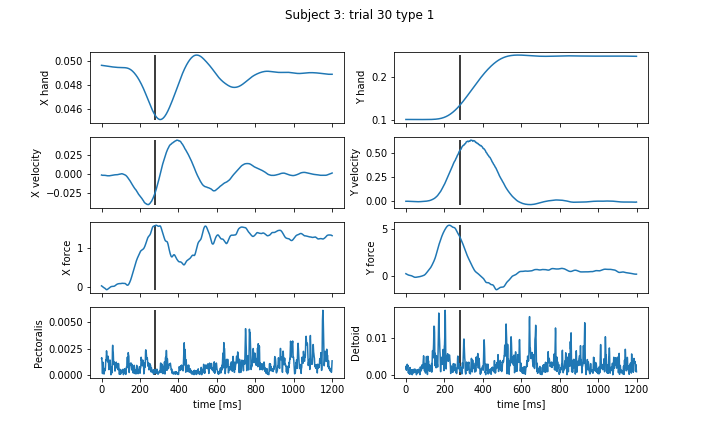 Subject 3: trial 30 type 1
X hand
0.050
0.048
0.046
Y hand
0.2
0.1
X velocity
0.025
0.000
−0.025
Y velocity
0.50
0.25
0.00
X force
1
0
Y force
5
0
Pectoralis
0.0050
0.0025
0.0000
0 200 400 600 800 1000 1200
time [ms]
Deltoid
0.01
0.00
0 200 400 600 800 1000 1200
time [ms]